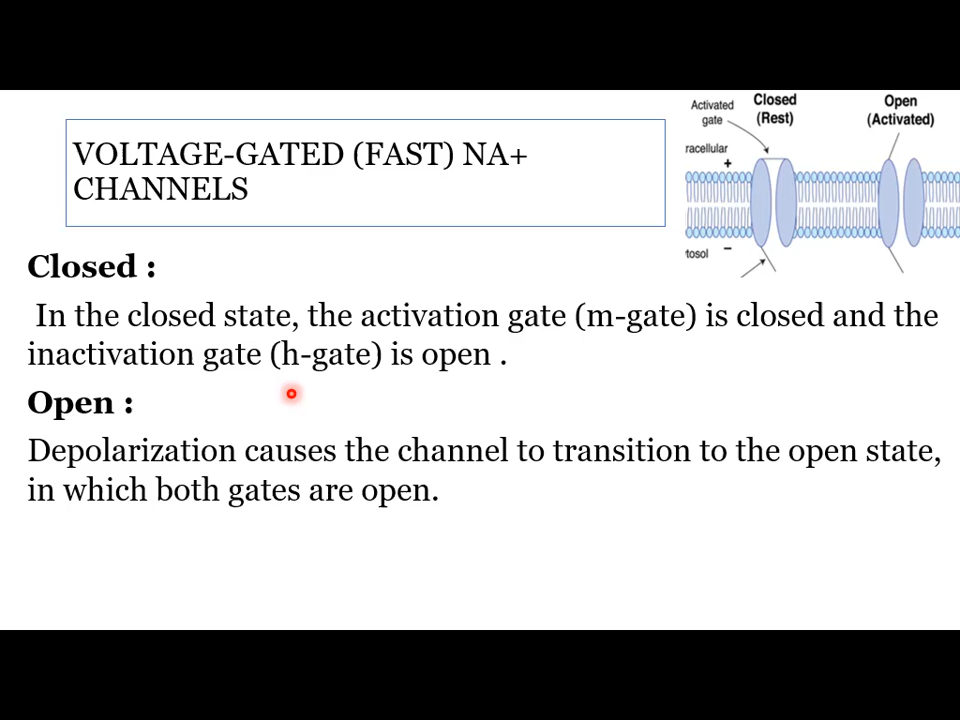 VOLTAGE-GATED (FAST) NA+
CHANNELS
Activated
gate
Closed
(Rest)
Open
(Activated)
racellular
+
tosol
−
Closed :
In the closed state, the activation gate (m-gate) is closed and the
inactivation gate (h-gate) is open .
Open :
Depolarization causes the channel to transition to the open state,
in which both gates are open.